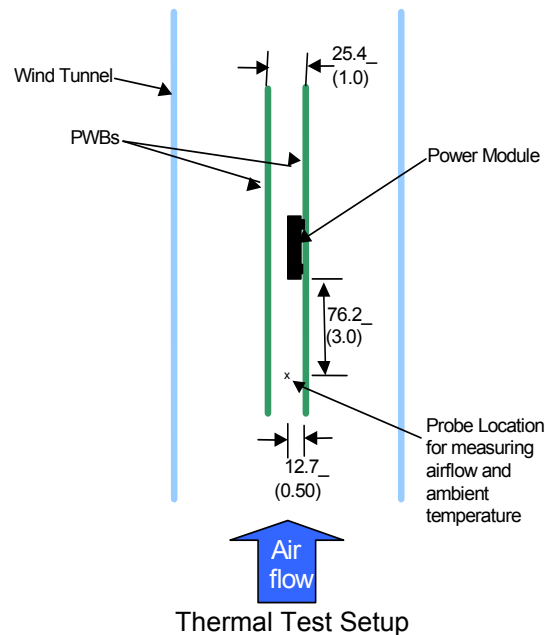 25.4_
(1.0)
Wind Tunnel
PWBs
Power Module
76.2_
(3.0)
x
Probe Location
for measuring
airflow and
ambient
temperature
12.7_
(0.50)
Air
flow
Thermal Test Setup